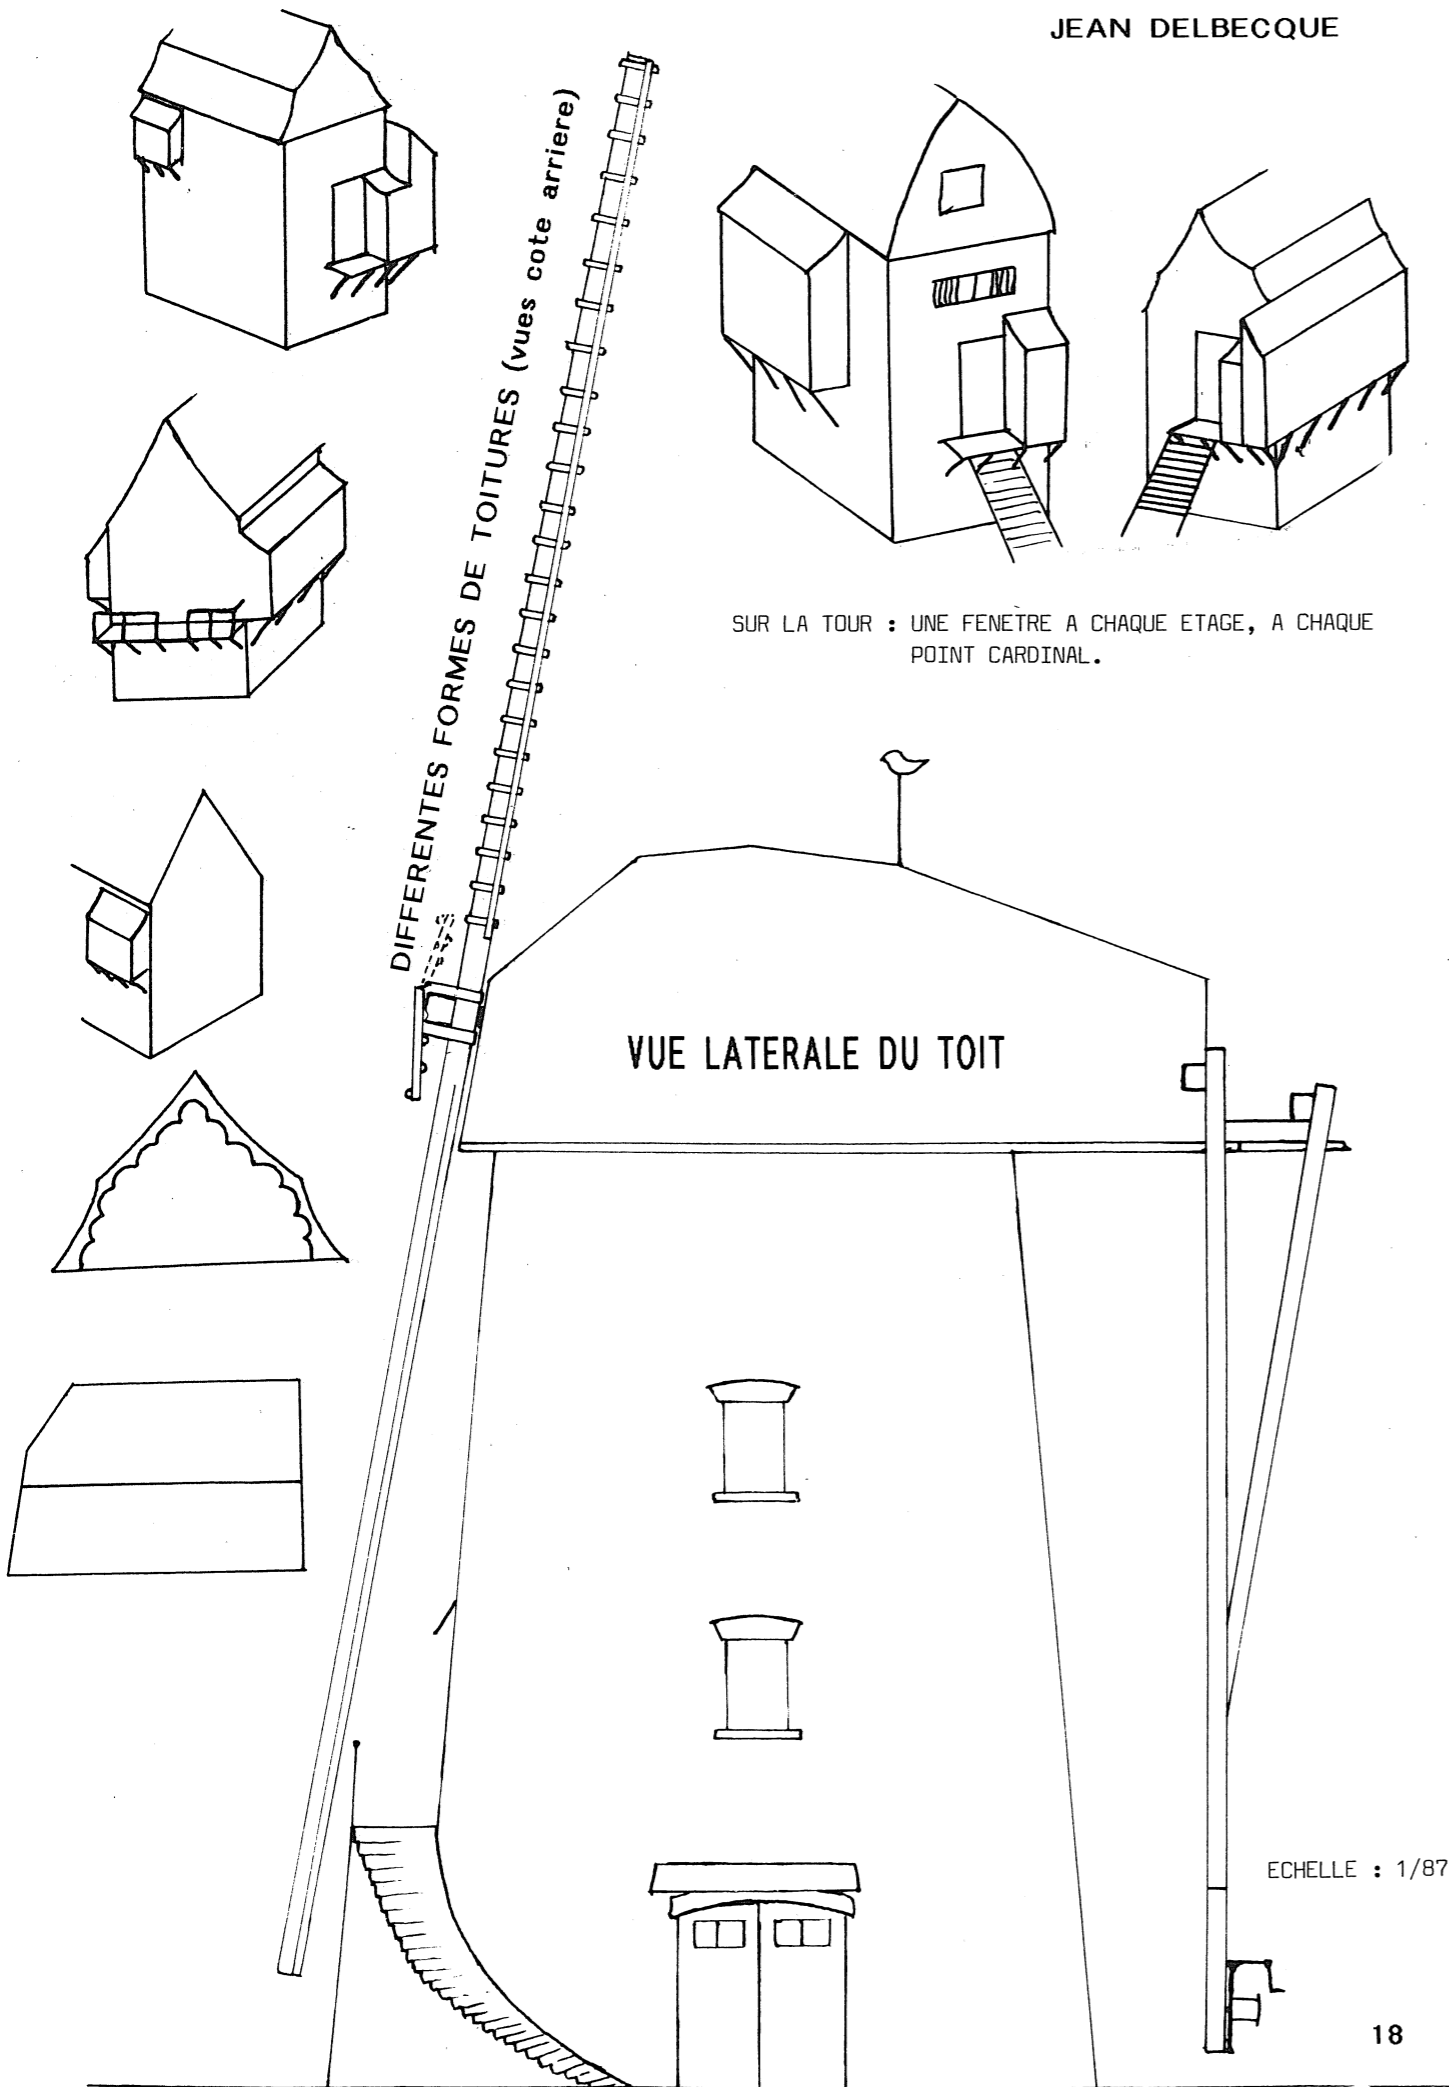 JEAN DELBECQUE
DIFFERENTES FORMES DE TOITURES (vues cote arriere)
SUR LA TOUR : UNE FENETRE A CHAQUE ETAGE, A CHAQUE
POINT CARDINAL.
VUE LATERALE DU TOIT
ECHELLE : 1/87
18